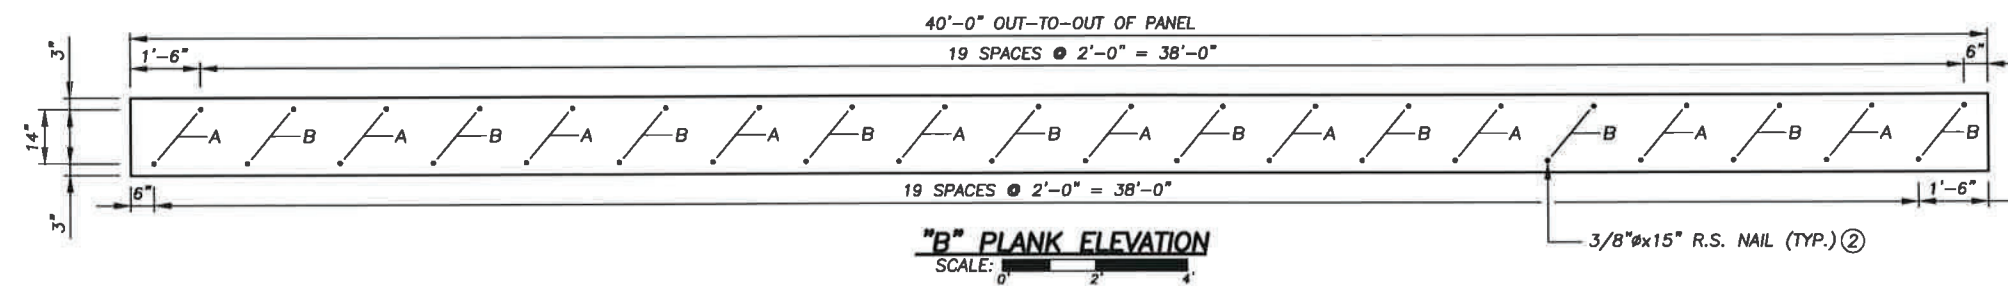 40'-0" OUT-TO-OUT OF PANEL
3"
1'-6"
19 SPACES @ 2'-0" = 38'-0"
6"
14"
A B A B A B A B A B A B A B A B A B A B
3"
6"
19 SPACES @ 2'-0" = 38'-0"
1'-6"
"B" PLANK ELEVATION
3/8"øx15" R.S. NAIL (TYP.) 2
SCALE:
0' 2' 4'